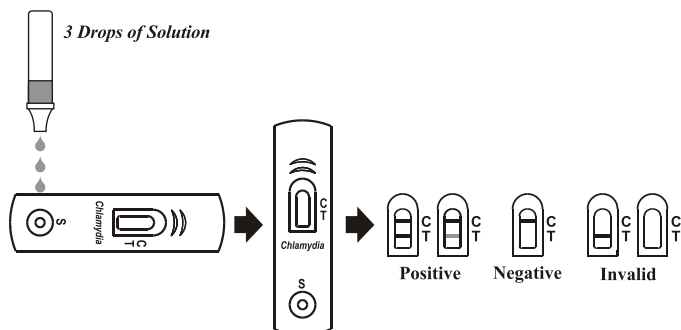 3 Drops of Solution
S
Chlamydia
C
T
C
T
Chlamydia
S
C
T
C
T
C
T
C
T
C
T
Positive
Negative
Invalid